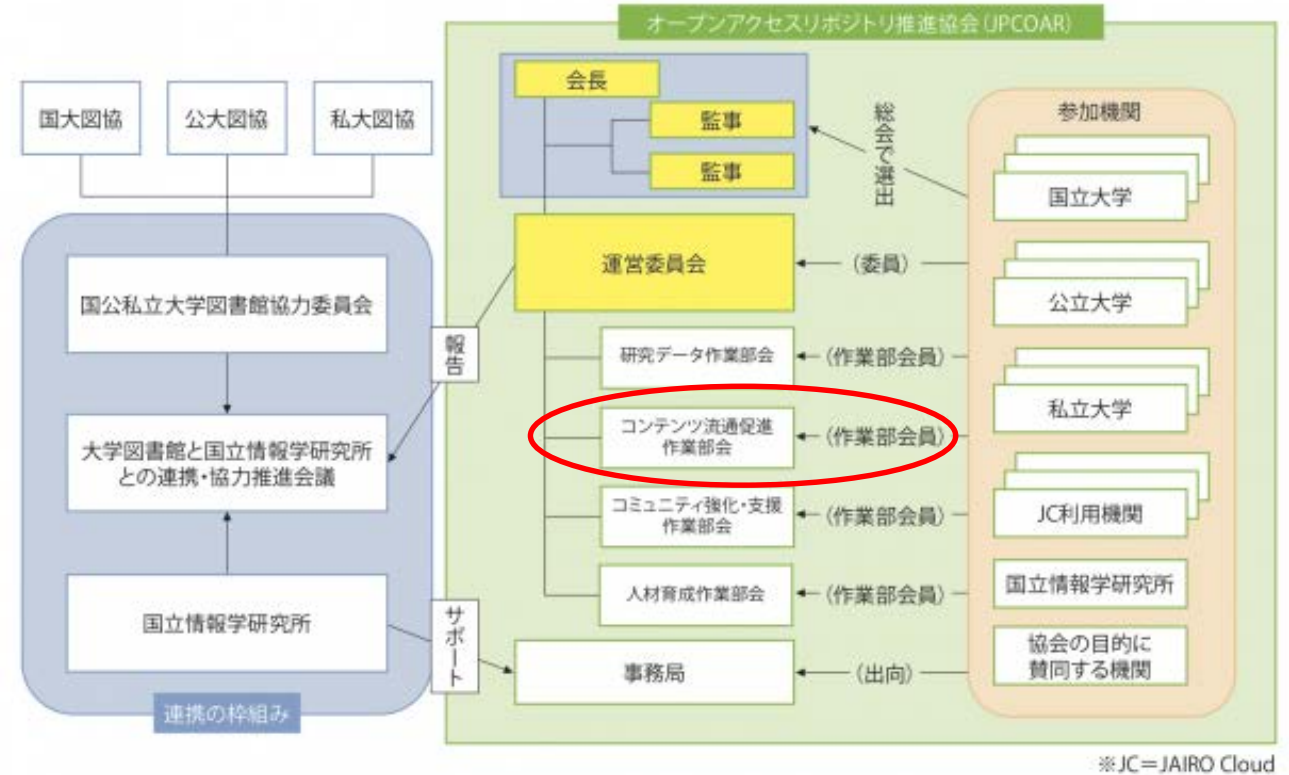 オープンアクセスリポジトリ推進協会(JPCOAR)
国大図協
公大図協
私大図協
国公私立大学図書館協力委員会
大学図書館と国立情報学研究所
との連携・協力推進会議
国立情報学研究所
連携の枠組み
報告
サポート
会長
監事
監事
運営委員会
研究データ作業部会
コンテンツ流通促進
作業部会
コミュニティ強化・支援
作業部会
人材育成作業部会
事務局
総会で選出
(委員)
(作業部会員)
(作業部会員)
(作業部会員)
(作業部会員)
(出向)
参加機関
国立大学
公立大学
私立大学
JC利用機関
国立情報学研究所
協会の目的に
賛同する機関
※JC=JAIRO Cloud